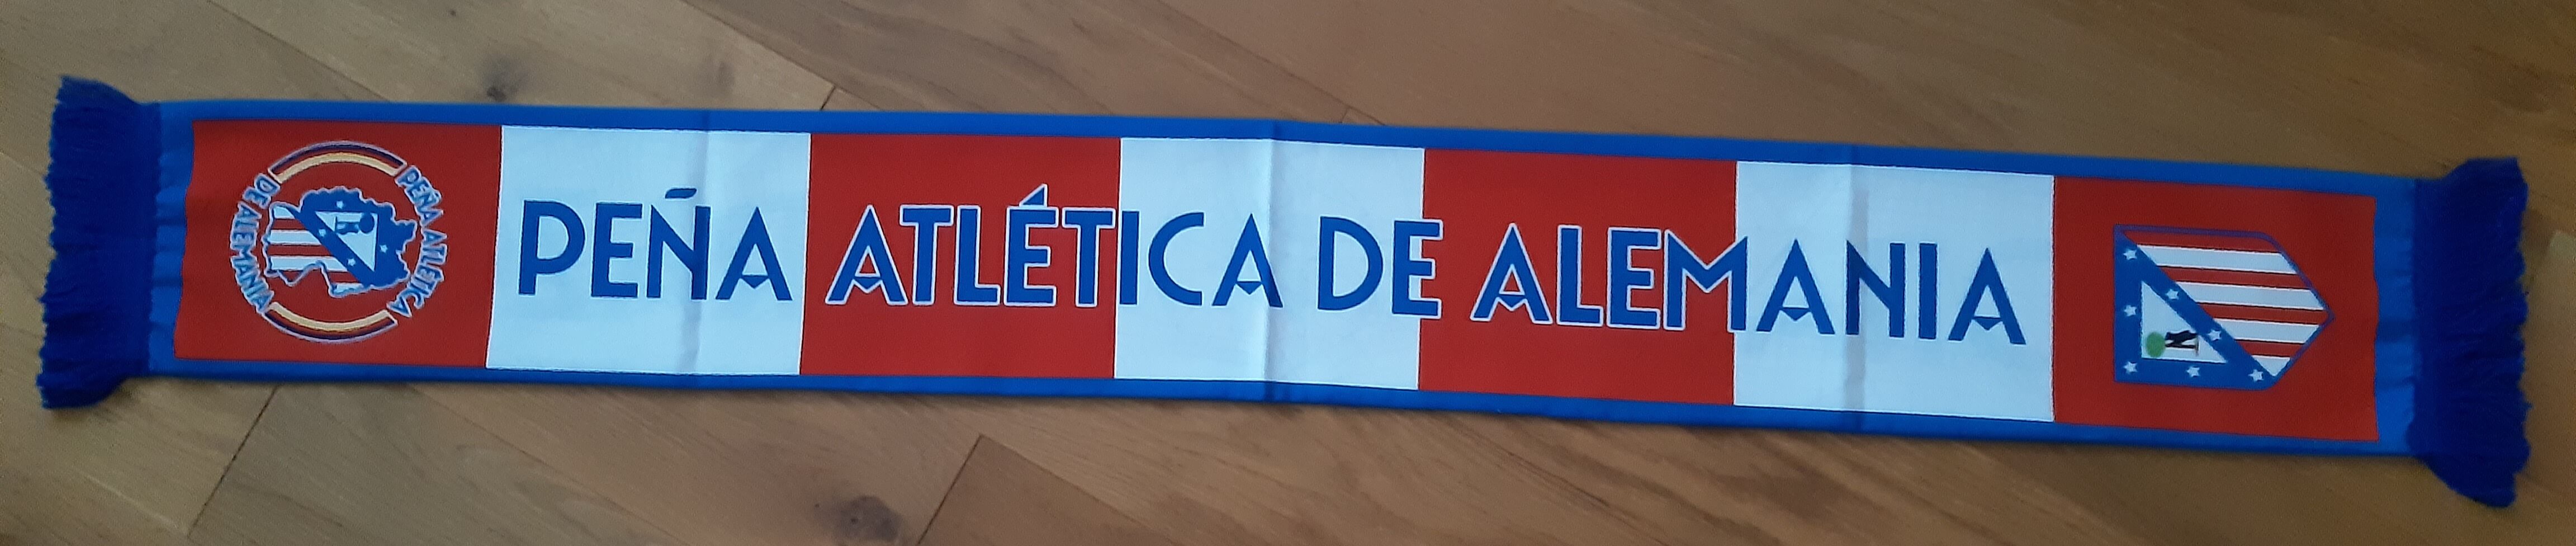 PEÑA ATLÉTICA
DE ALEMANIA
PEÑA ATLÉTICA DE ALEMANIA